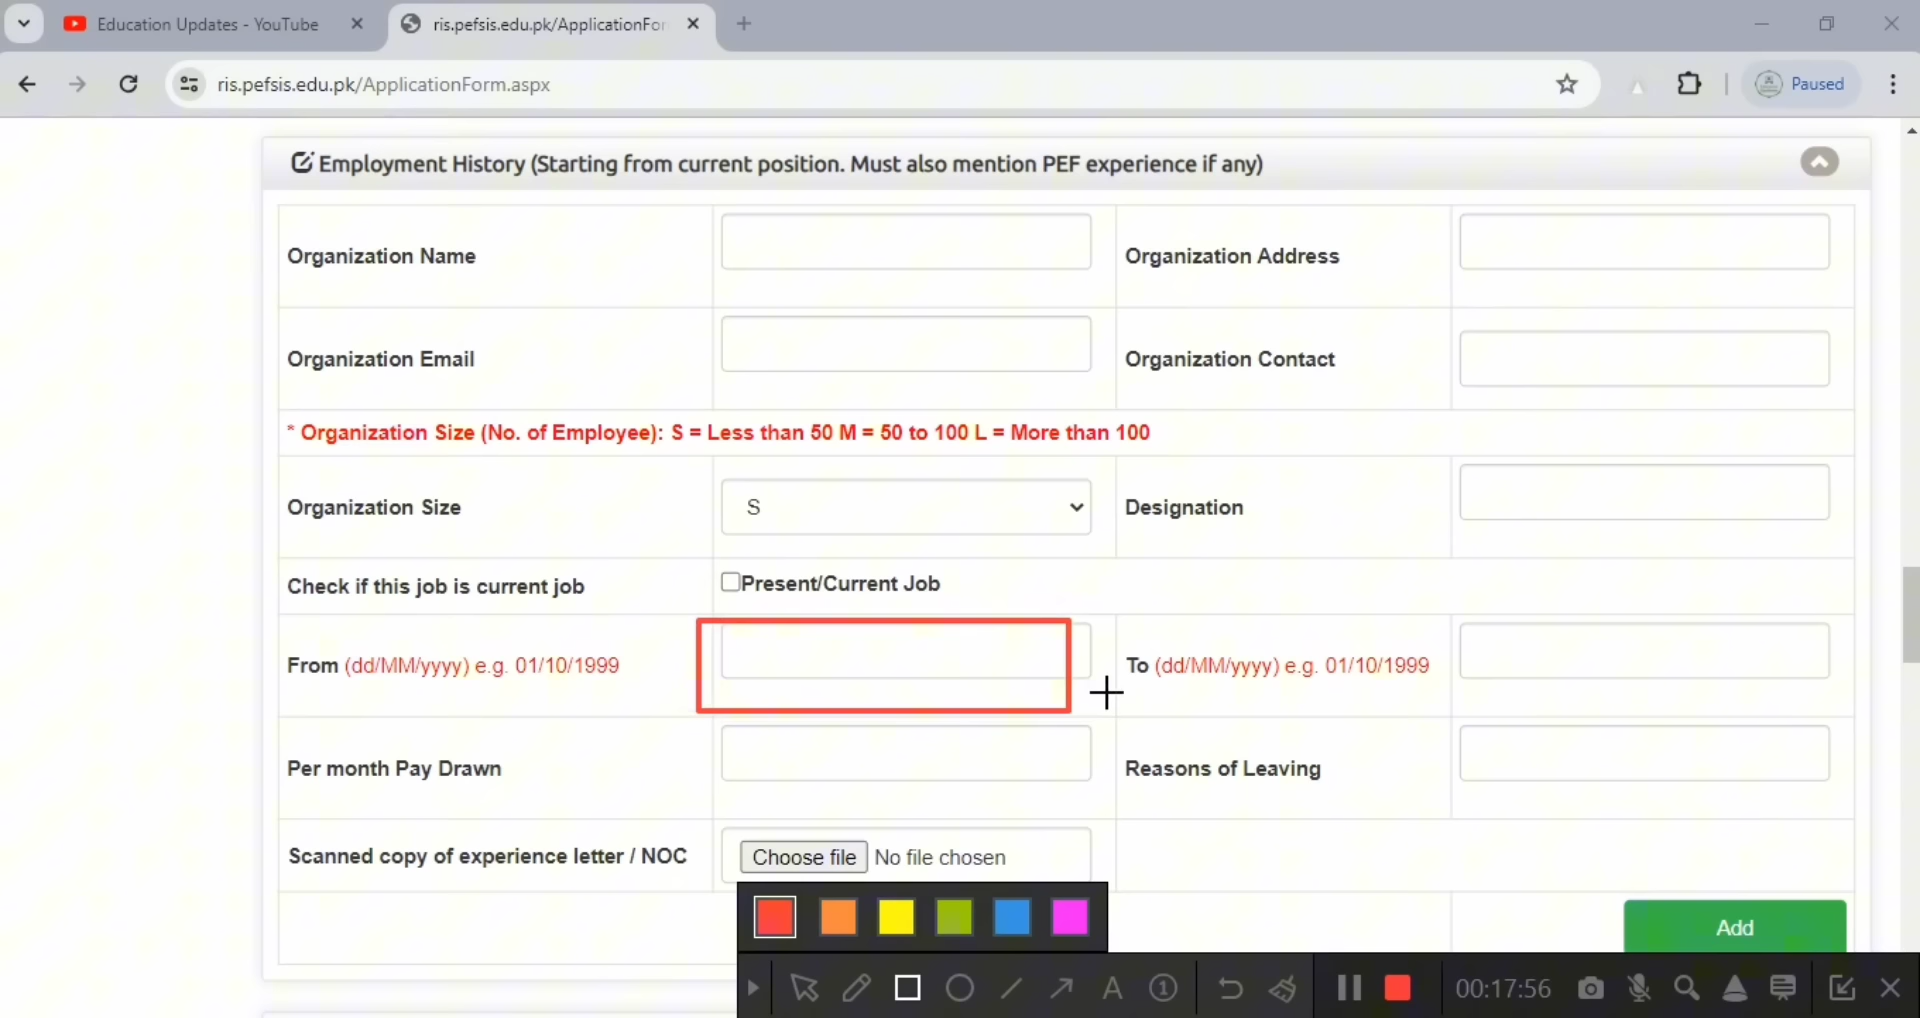 Education Updates - YouTube
ris.pefsis.edu.pk/ApplicationFor
ris.pefsis.edu.pk/ApplicationForm.aspx
Paused
Employment History (Starting from current position. Must also mention PEF experience if any)
Organization Name
Organization Address
Organization Email
Organization Contact
* Organization Size (No. of Employee): S = Less than 50 M = 50 to 100 L = More than 100
Organization Size
S
Designation
Check if this job is current job
Present/Current Job
From (dd/MM/yyyy) e.g. 01/10/1999
To (dd/MM/yyyy) e.g. 01/10/1999
Per month Pay Drawn
Reasons of Leaving
Scanned copy of experience letter / NOC
Choose file No file chosen
Add
A
1
00:17:56